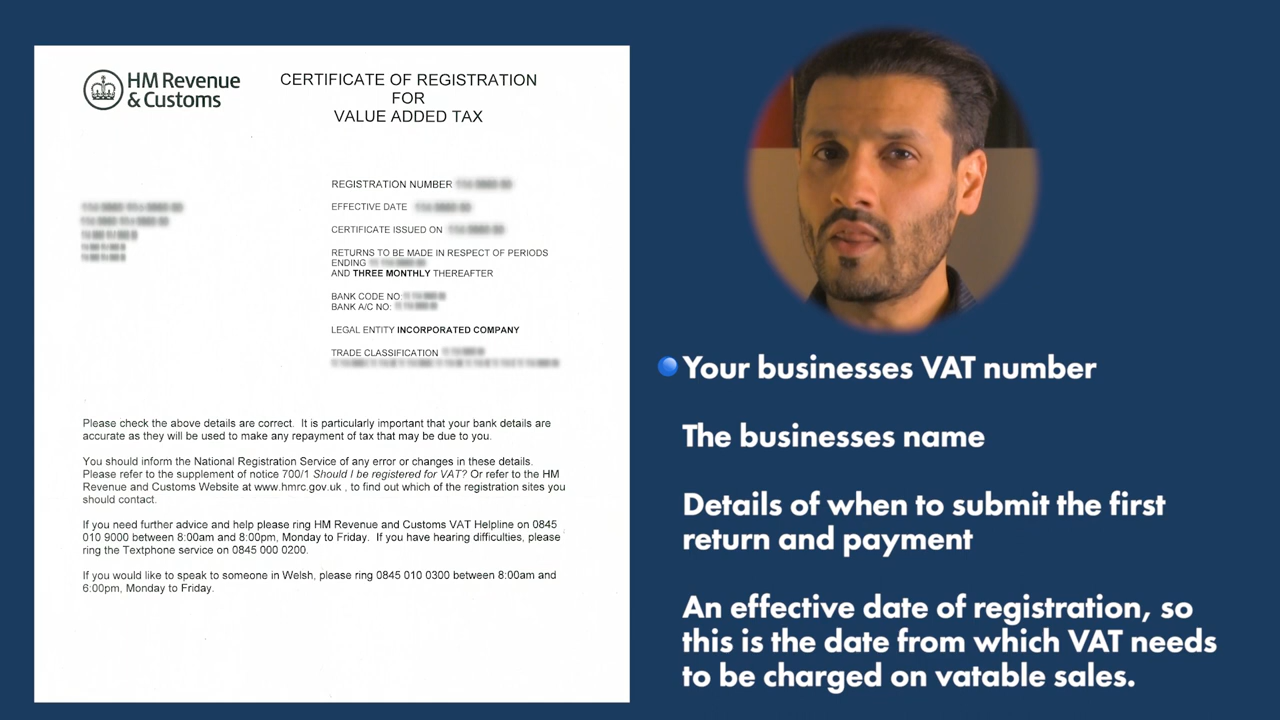 HM Revenue
& Customs
CERTIFICATE OF REGISTRATION
FOR
VALUE ADDED TAX
REGISTRATION NUMBER
EFFECTIVE DATE
CERTIFICATE ISSUED ON
RETURNS TO BE MADE IN RESPECT OF PERIODS
ENDING
AND THREE MONTHLY THEREAFTER
BANK CODE NO:
BANK A/C NO:
LEGAL ENTITY INCORPORATED COMPANY
TRADE CLASSIFICATION
Please check the above details are correct. It is particularly important that your bank details are
accurate as they will be used to make any repayment of tax that may be due to you.
You should inform the National Registration Service of any error or changes in these details.
Please refer to the supplement of notice 700/1 Should I be registered for VAT? Or refer to the HM
Revenue and Customs Website at www.hmrc.gov.uk , to find out which of the registration sites you
should contact.
If you need further advice and help please ring HM Revenue and Customs VAT Helpline on 0845
010 9000 between 8:00am and 8:00pm, Monday to Friday. If you have hearing difficulties, please
ring the Textphone service on 0845 000 0200.
If you would like to speak to someone in Welsh, please ring 0845 010 0300 between 8:00am and
6:00pm, Monday to Friday.
Your businesses VAT number
The businesses name
Details of when to submit the first
return and payment
An effective date of registration, so
this is the date from which VAT needs
to be charged on vatable sales.